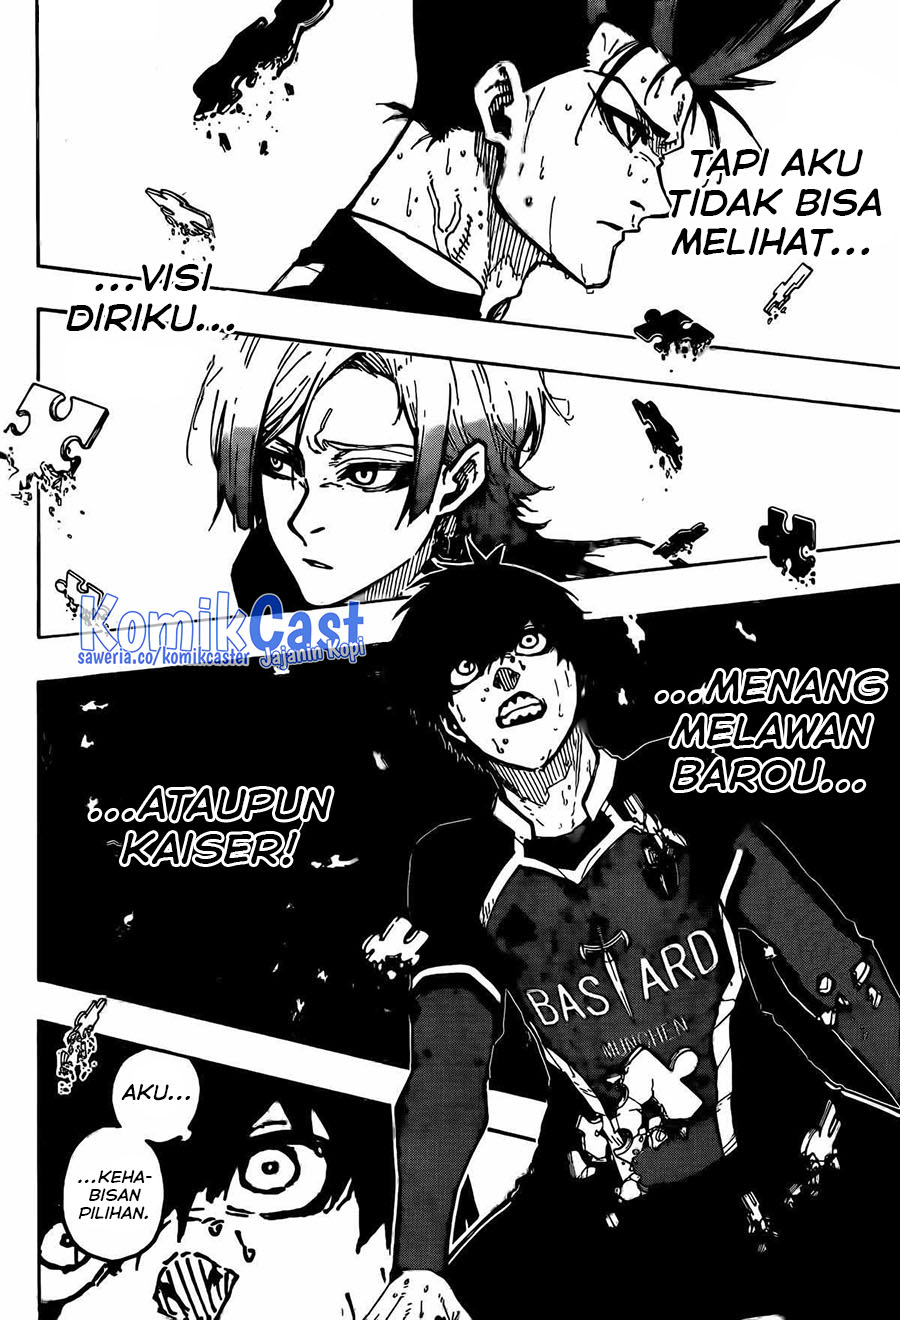 TAPI AKU
TIDAK BISA
MELIHAT...
...VISI
DIRIKU...
KomikCast
saweria.co/komikcaster Jajanin Kopi
...MENANG
MELAWAN
BAROU...
...ATAUPUN
KAISER!
BASTARD
MUNCHEN
AKU...
...KEHA-
BISAN
PILIHAN.